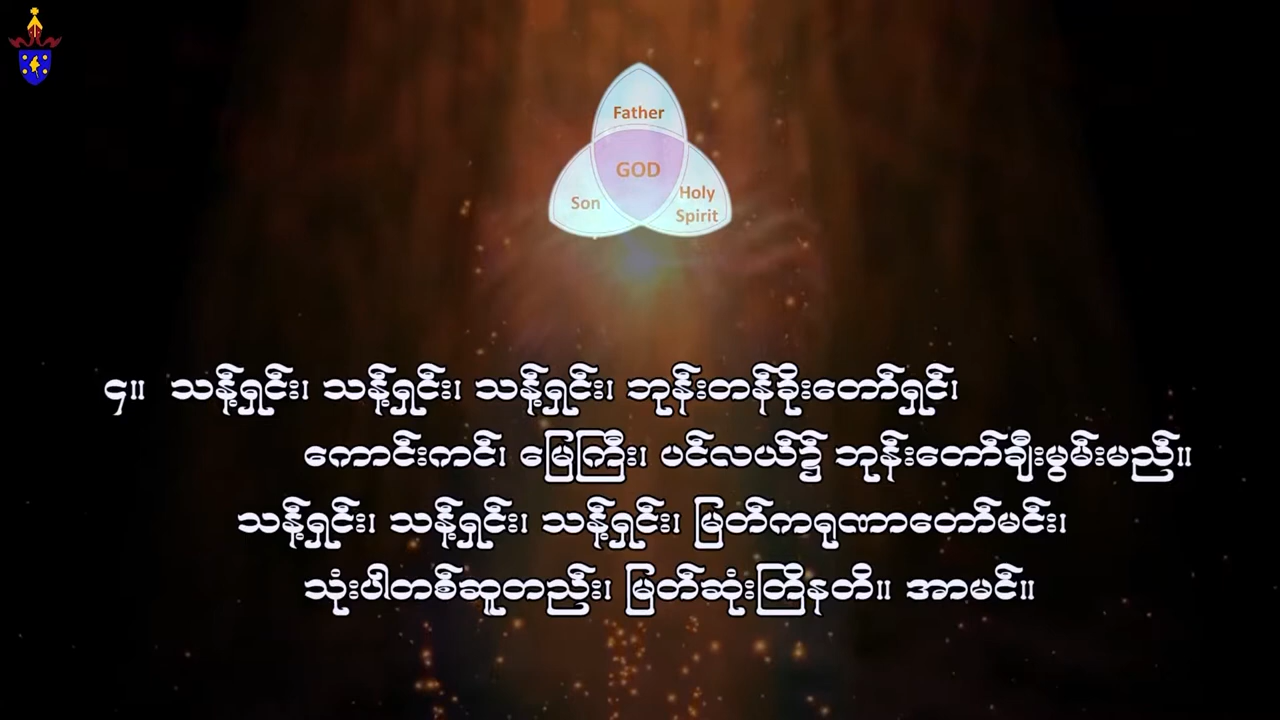 Father
GOD
Son
Holy
Spirit
၄။ သန့်ရှင်း၊ သန့်ရှင်း၊ သန့်ရှင်း၊ ဘုန်းတန်ခိုးတော်ရှင်၊
ကောင်းကင်၊ မြေကြီး၊ ပင်လယ်၌ ဘုန်းတော်ချီးမွမ်းမည်။
သန့်ရှင်း၊ သန့်ရှင်း၊ သန့်ရှင်း၊ မြတ်ကရုဏာတော်မင်း၊
သုံးပါတစ်ဆူတည်း၊ မြတ်ဆုံးတြိနတိ။ အာမင်။